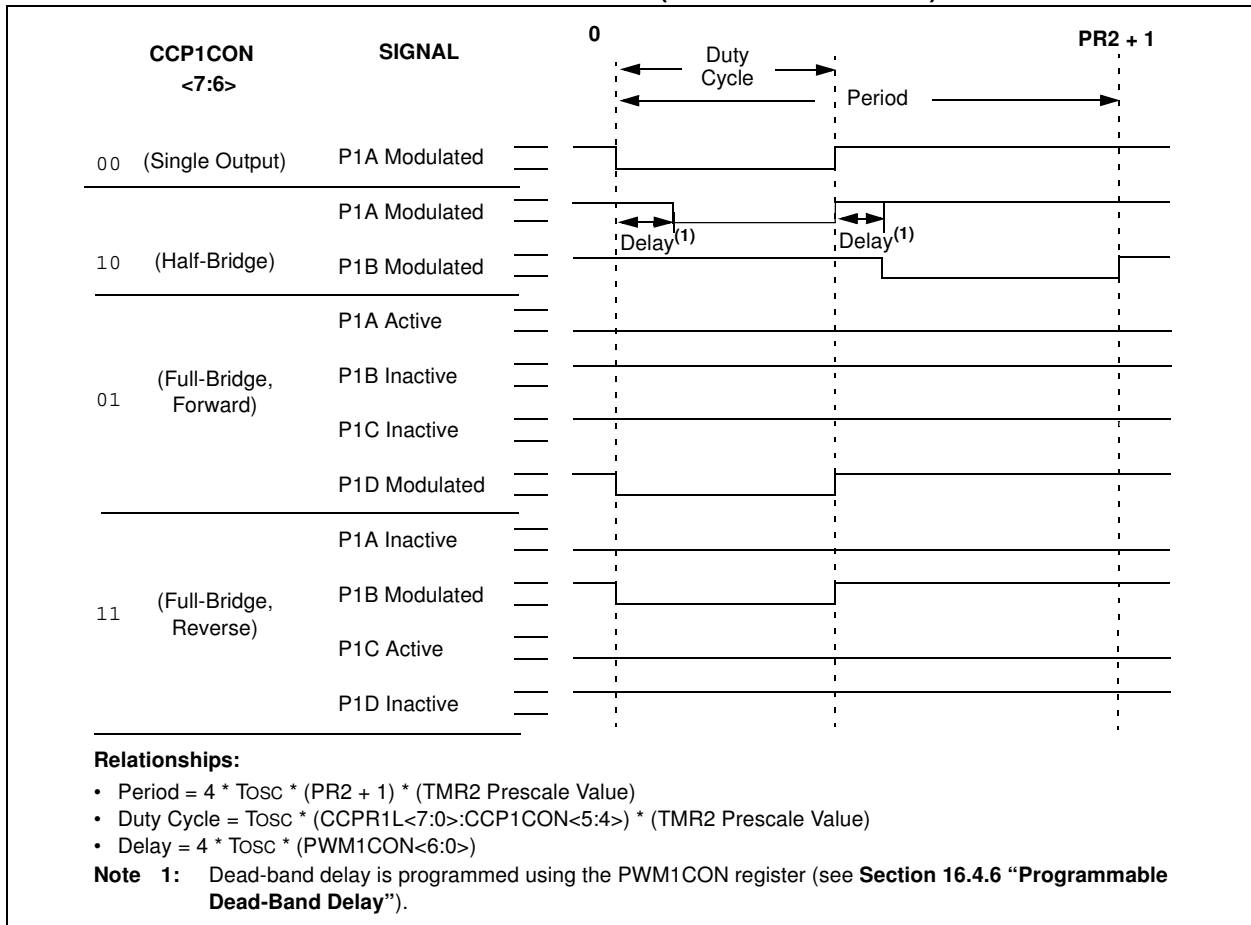 0
PR2 + 1
CCP1CON
<7:6>
SIGNAL
Duty
Cycle
Period
00 (Single Output) P1A Modulated
P1A Modulated
Delay(1) Delay(1)
10 (Half-Bridge) P1B Modulated
P1A Active
01 (Full-Bridge,
Forward)
P1B Inactive
P1C Inactive
P1D Modulated
P1A Inactive
11 (Full-Bridge,
Reverse)
P1B Modulated
P1C Active
P1D Inactive
Relationships:
• Period = 4 * TOSC * (PR2 + 1) * (TMR2 Prescale Value)
• Duty Cycle = TOSC * (CCPR1L<7:0>:CCP1CON<5:4>) * (TMR2 Prescale Value)
• Delay = 4 * TOSC * (PWM1CON<6:0>)
Note 1: Dead-band delay is programmed using the PWM1CON register (see Section 16.4.6 “Programmable
Dead-Band Delay”).